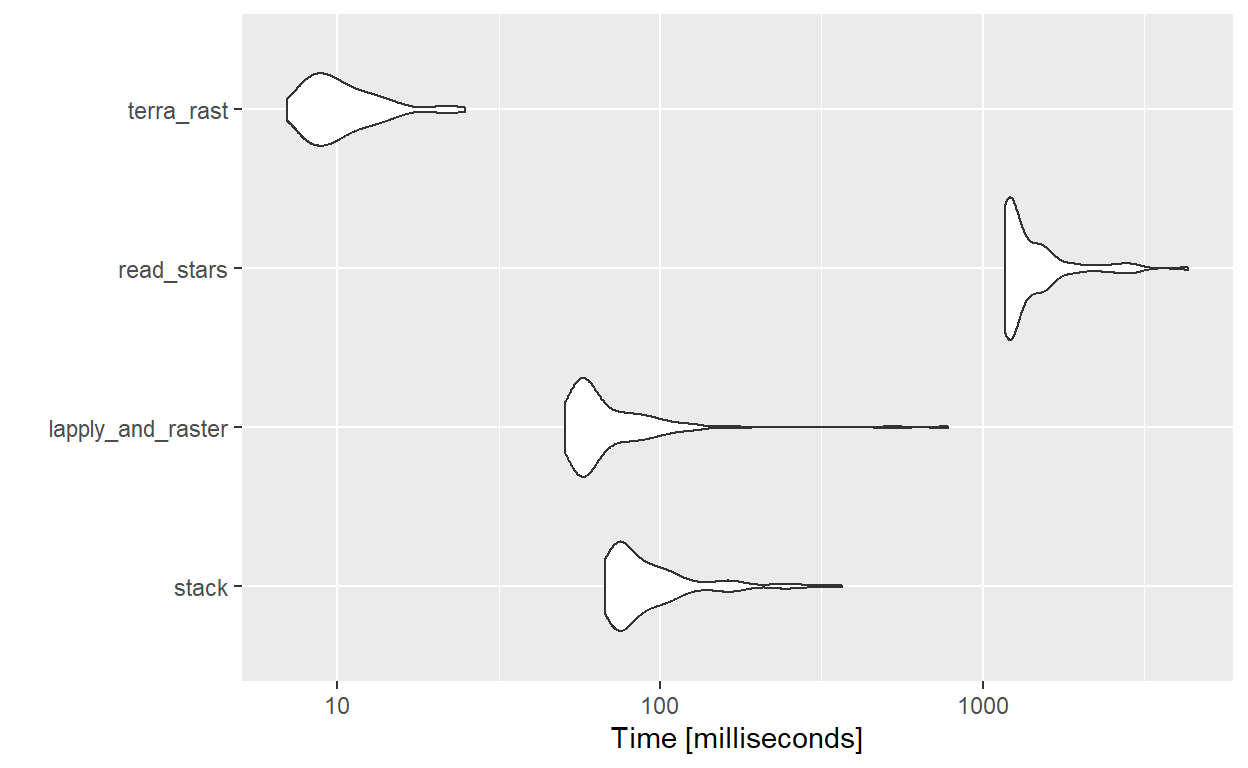 terra_rast
read_stars
lapply_and_raster
stack
10 100 1000
Time [milliseconds]